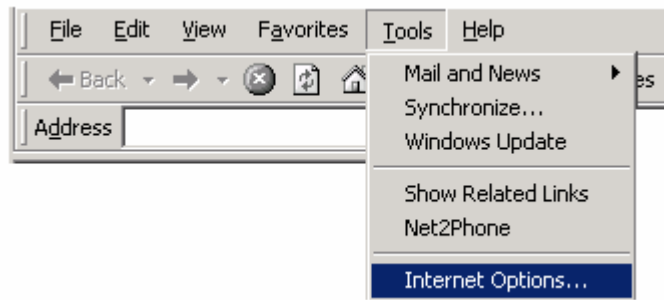 File Edit View Favorites Tools Help
Back
Address
Mail and News
Synchronize...
Windows Update
Show Related Links
Net2Phone
Internet Options...